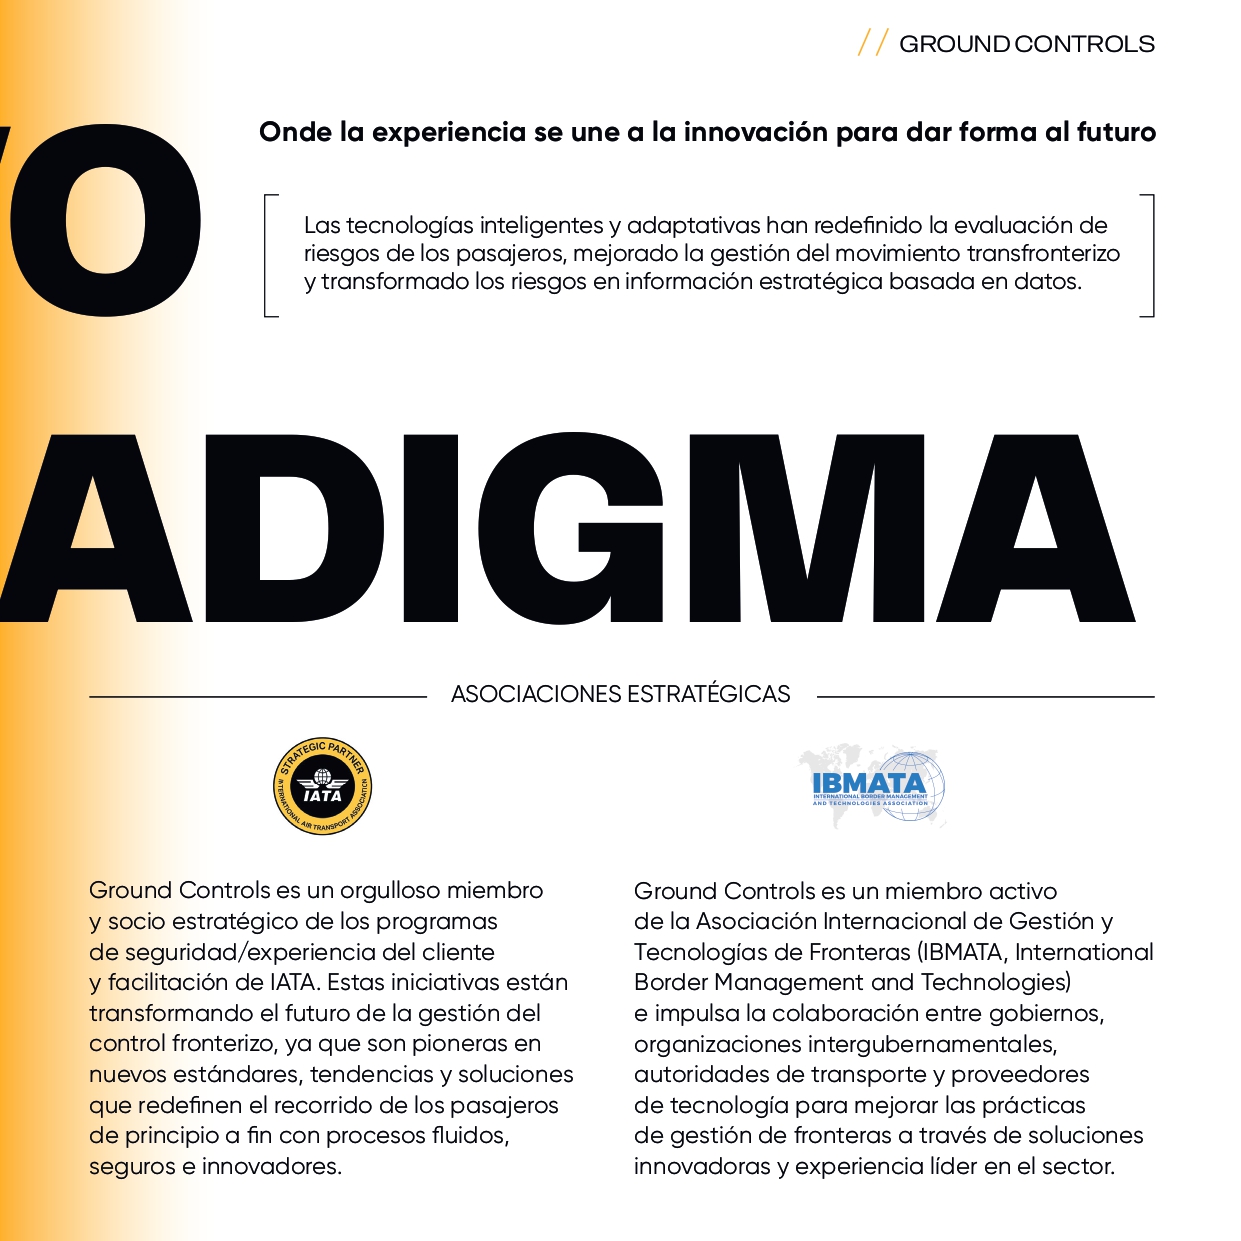 // GROUND CONTROLS
Onde la experiencia se une a la innovación para dar forma al futuro
VO
Las tecnologías inteligentes y adaptativas han redefinido la evaluación de
riesgos de los pasajeros, mejorado la gestión del movimiento transfronterizo
y transformado los riesgos en información estratégica basada en datos.
ADIGMA
ASOCIACIONES ESTRATÉGICAS
STRATEGIC PARTNER
IATA
INTERNATIONAL AIR TRANSPORT ASSOCIATION
IBMATA
INTERNATIONAL BORDER MANAGEMENT
AND TECHNOLOGIES ASSOCIATION
Ground Controls es un orgulloso miembro
y socio estratégico de los programas
de seguridad/experiencia del cliente
y facilitación de IATA. Estas iniciativas están
transformando el futuro de la gestión del
control fronterizo, ya que son pioneras en
nuevos estándares, tendencias y soluciones
que redefinen el recorrido de los pasajeros
de principio a fin con procesos fluidos,
seguros e innovadores.
Ground Controls es un miembro activo
de la Asociación Internacional de Gestión y
Tecnologías de Fronteras (IBMATA, International
Border Management and Technologies)
e impulsa la colaboración entre gobiernos,
organizaciones intergubernamentales,
autoridades de transporte y proveedores
de tecnología para mejorar las prácticas
de gestión de fronteras a través de soluciones
innovadoras y experiencia líder en el sector.